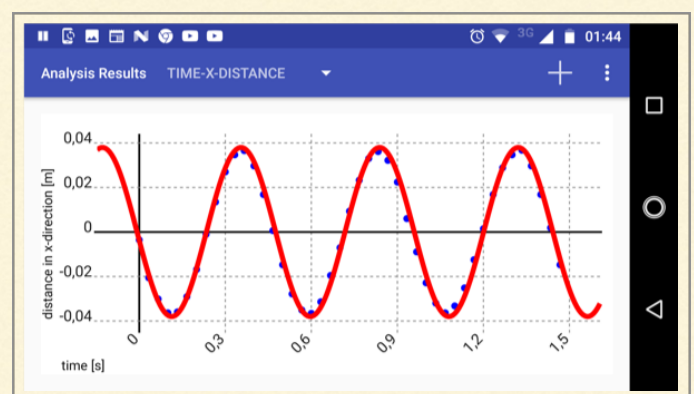 3G 01:44
Analysis Results TIME-X-DISTANCE
distance in x-direction [m]
0,04
0,02
0
-0,02
-0,04
0 0,3 0,6 0,9 1,2 1,5
time [s]